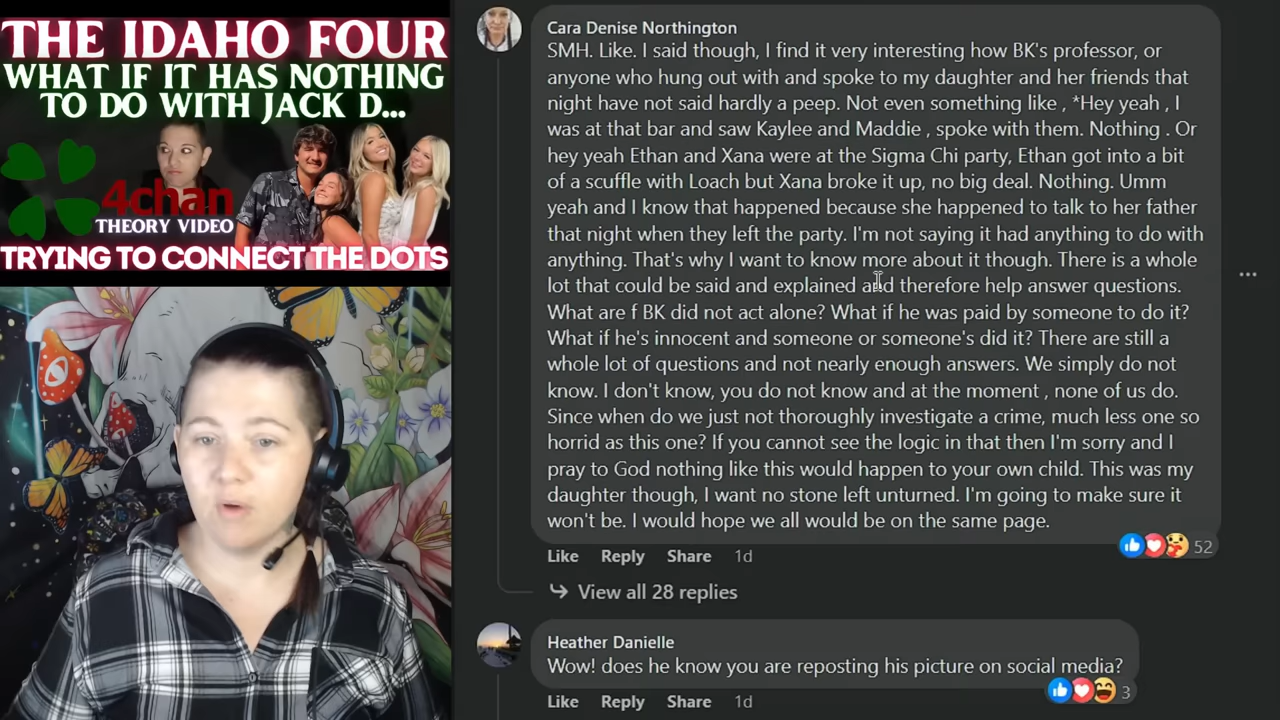 THE IDAHO FOUR
WHAT IF IT HAS NOTHING
TO DO WITH JACK D...
4chan
THEORY VIDEO
TRYING TO CONNECT THE DOTS
Cara Denise Northington
SMH. Like. I said though, I find it very interesting how BK's professor, or
anyone who hung out with and spoke to my daughter and her friends that
night have not said hardly a peep. Not even something like , *Hey yeah , I
was at that bar and saw Kaylee and Maddie , spoke with them. Nothing . Or
hey yeah Ethan and Xana were at the Sigma Chi party, Ethan got into a bit
of a scuffle with Loach but Xana broke it up, no big deal. Nothing. Umm
yeah and I know that happened because she happened to talk to her father
that night when they left the party. I'm not saying it had anything to do with
anything. That's why I want to know more about it though. There is a whole
lot that could be said and explained and therefore help answer questions.
What are f BK did not act alone? What if he was paid by someone to do it?
What if he's innocent and someone or someone's did it? There are still a
whole lot of questions and not nearly enough answers. We simply do not
know. I don't know, you do not know and at the moment , none of us do.
Since when do we just not thoroughly investigate a crime, much less one so
horrid as this one? If you cannot see the logic in that then I'm sorry and I
pray to God nothing like this would happen to your own child. This was my
daughter though, I want no stone left unturned. I'm going to make sure it
won't be. I would hope we all would be on the same page.
52
Like Reply Share 1d
View all 28 replies
Heather Danielle
Wow! does he know you are reposting his picture on social media?
3
Like Reply Share 1d